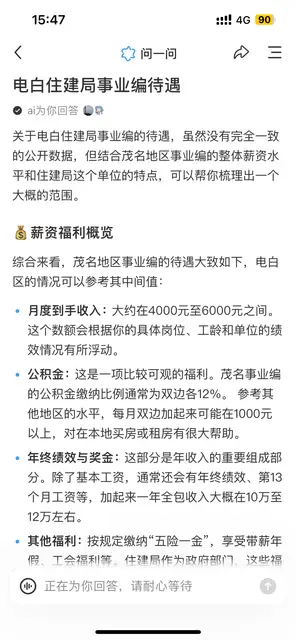 15:47
4G 90
问一问
电白住建局事业编待遇
ai为你回答
关于电白住建局事业编的待遇，虽然没有完全一致
的公开数据，但结合茂名地区事业编的整体薪资水
平和住建局这个单位的特点，可以帮你梳理出一个
大概的范围。
薪资福利概览
综合来看，茂名地区事业编的待遇大致如下，电白
区的情况可以参考其中间值：
• 月度到手收入：大约在4000元至6000元之间。
这个数额会根据你的具体岗位、工龄和单位的绩
效情况有所浮动。
• 公积金：这是一项比较可观的福利。茂名事业编
的公积金缴纳比例通常为双边各12%。 参考其
他地区的水平，每月双边加起来可能在1000元
以上，对在本地买房或租房有很大帮助。
• 年终绩效与奖金：这部分是年收入的重要组成部
分。除了基本工资，通常还会有年终绩效、第13
个月工资等，加起来一年全包收入大概在10万至
12万左右。
• 其他福利：按规定缴纳“五险一金”，享受带薪年
假、工会福利等。住建局作为政府部门，这些福
正在为你回答，请耐心等待